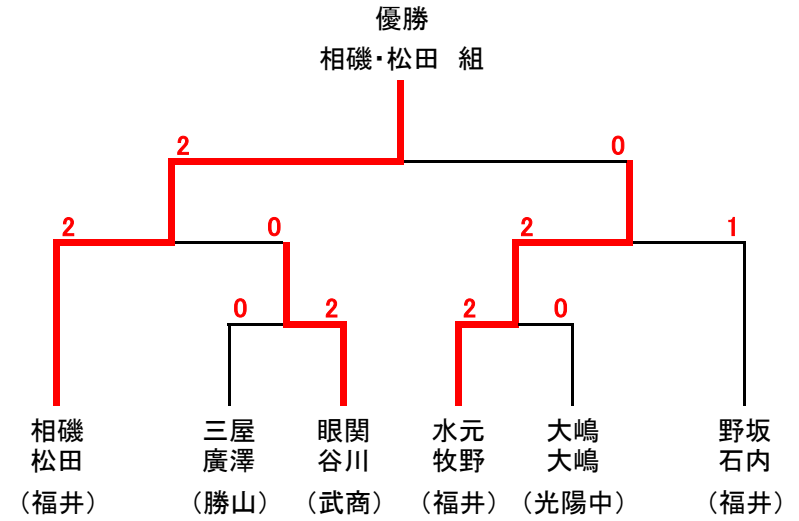 優勝
相磯・松田　組
2 0
2 0 2 1
0 2 2 0
相磯 三屋 眼関 水元 大嶋 野坂
松田 廣澤 谷川 牧野 大嶋 石内
（福井） （勝山） （武商） （福井） （光陽中） （福井）